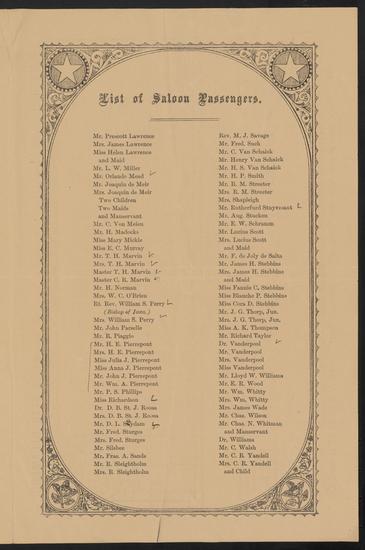 List of Saloon Passengers.
Mr. Prescott Lawrence
Mrs. James Lawrence
Miss Helen Lawrence
and Maid
Mr. L. W. Miller
Mr. Orlando Mead
Mr. Joaquin de Meir
Mrs. Joaquin de Meir
Two Children
Two Maids
and Manservant
Mr. C. Von Melen
Mr. H. Madocks
Miss Mary Mickle
Miss E. C. Murray
Mr. T. H. Marvin
Mrs. T. H. Marvin
Master T. H. Marvin
Master C. R. Marvin
Mr. H. Norman
Mrs. W. C. O'Brien
Rt. Rev. William S. Perry
(Bishop of Iowa.)
Mrs. William S. Perry
Mr. John Parselle
Mr. R. Piaggio
Mr. H. E. Pierrepont
Mrs. H. E. Pierrepont
Miss Julia J. Pierrepont
Miss Anna J. Pierrepont
Mr. John J. Pierrepont
Mr. Wm. A. Pierrepont
Mr. P. S. Phillips
Miss Richardson
Dr. D. B. St. J. Roosa
Mrs. D. B. St. J. Roosa
Mr. D. L.
Mr. Fred. Sturges
Mrs. Fred. Sturges
Mr. Silsbee
Mr. Fras. A. Sands
Mr. R. Sleightholm
Mrs. R. Sleightholm
Rev. M. J. Savage
Mr. Fred. Such
Mr. C. Van Schaick
Mr. Henry Van Schaick
Mr. H. S. Van Schaick
Mr. H. P. Smith
Mr. B. M. Streeter
Mrs. B. M. Streeter
Mrs. Shapleigh
Mr. Rutherfurd Stuyvesant
Mr. Aug. Stucken
Mr. E. W. Schramm
Mr. Lucius Scott
Mrs. Lucius Scott
and Maid
Mr. F. de Joly de Salta
Mr. James H. Stebbins
Mrs. James H. Stebbins
and Maid
Miss Fannie C. Stebbins
Miss Blanche P. Stebbins
Miss Cora D. Stebbins
Mr. J. G. Thorp, Jun.
Mrs. J. G. Thorp, Jun.
Miss A. K. Thompson
Mr. Richard Taylor
Dr. Vanderpool
Mr. Vanderpool
Mrs. Vanderpool
Miss Vanderpool
Mr. Lloyd W. Williams
Mr. E. R. Wood
Mr. Wm. Whitty
Mrs. Wm. Whitty
Mrs. James Wade
Mr. Chas. Wilson
Mr. Chas. N. Whitman
and Manservant
Dr. Williams
Mr. C. Walsh
Mr. C. R. Yandell
Mrs. C. R. Yandell
and Child